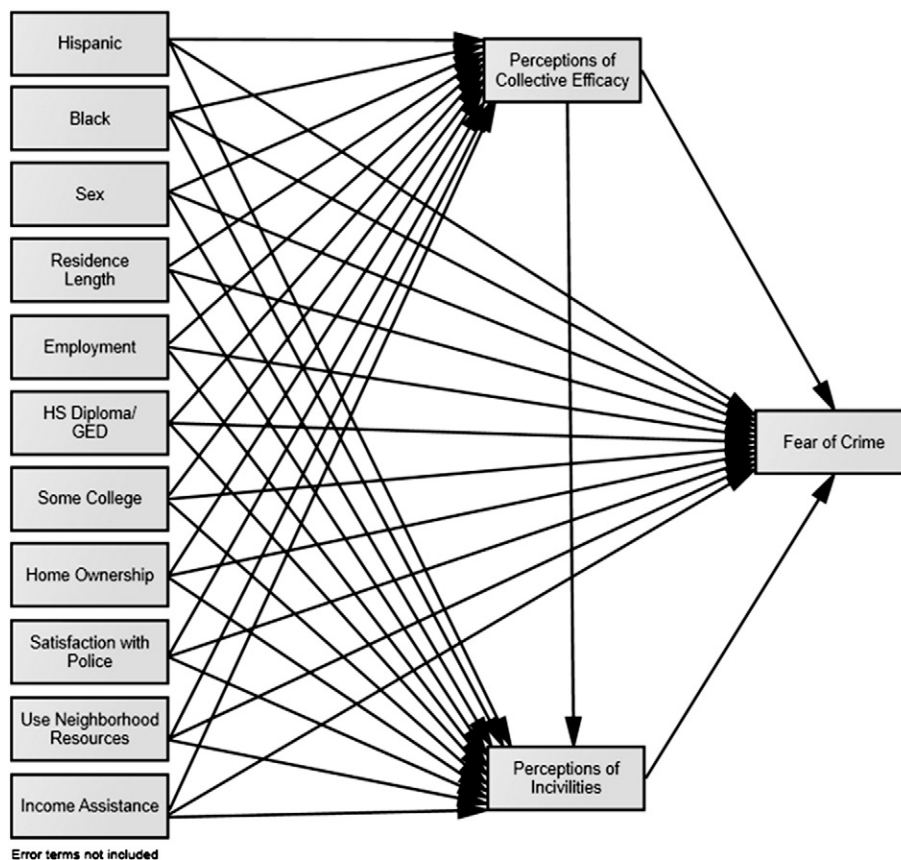 Hispanic
Perceptions of
Collective Efficacy
Black
Sex
Residence
Length
Employment
HS Diploma/
GED
Fear of Crime
Some College
Home Ownership
Satisfaction with
Police
Use Neighborhood
Resources
Perceptions of
Incivilities
Income Assistance
Error terms not included